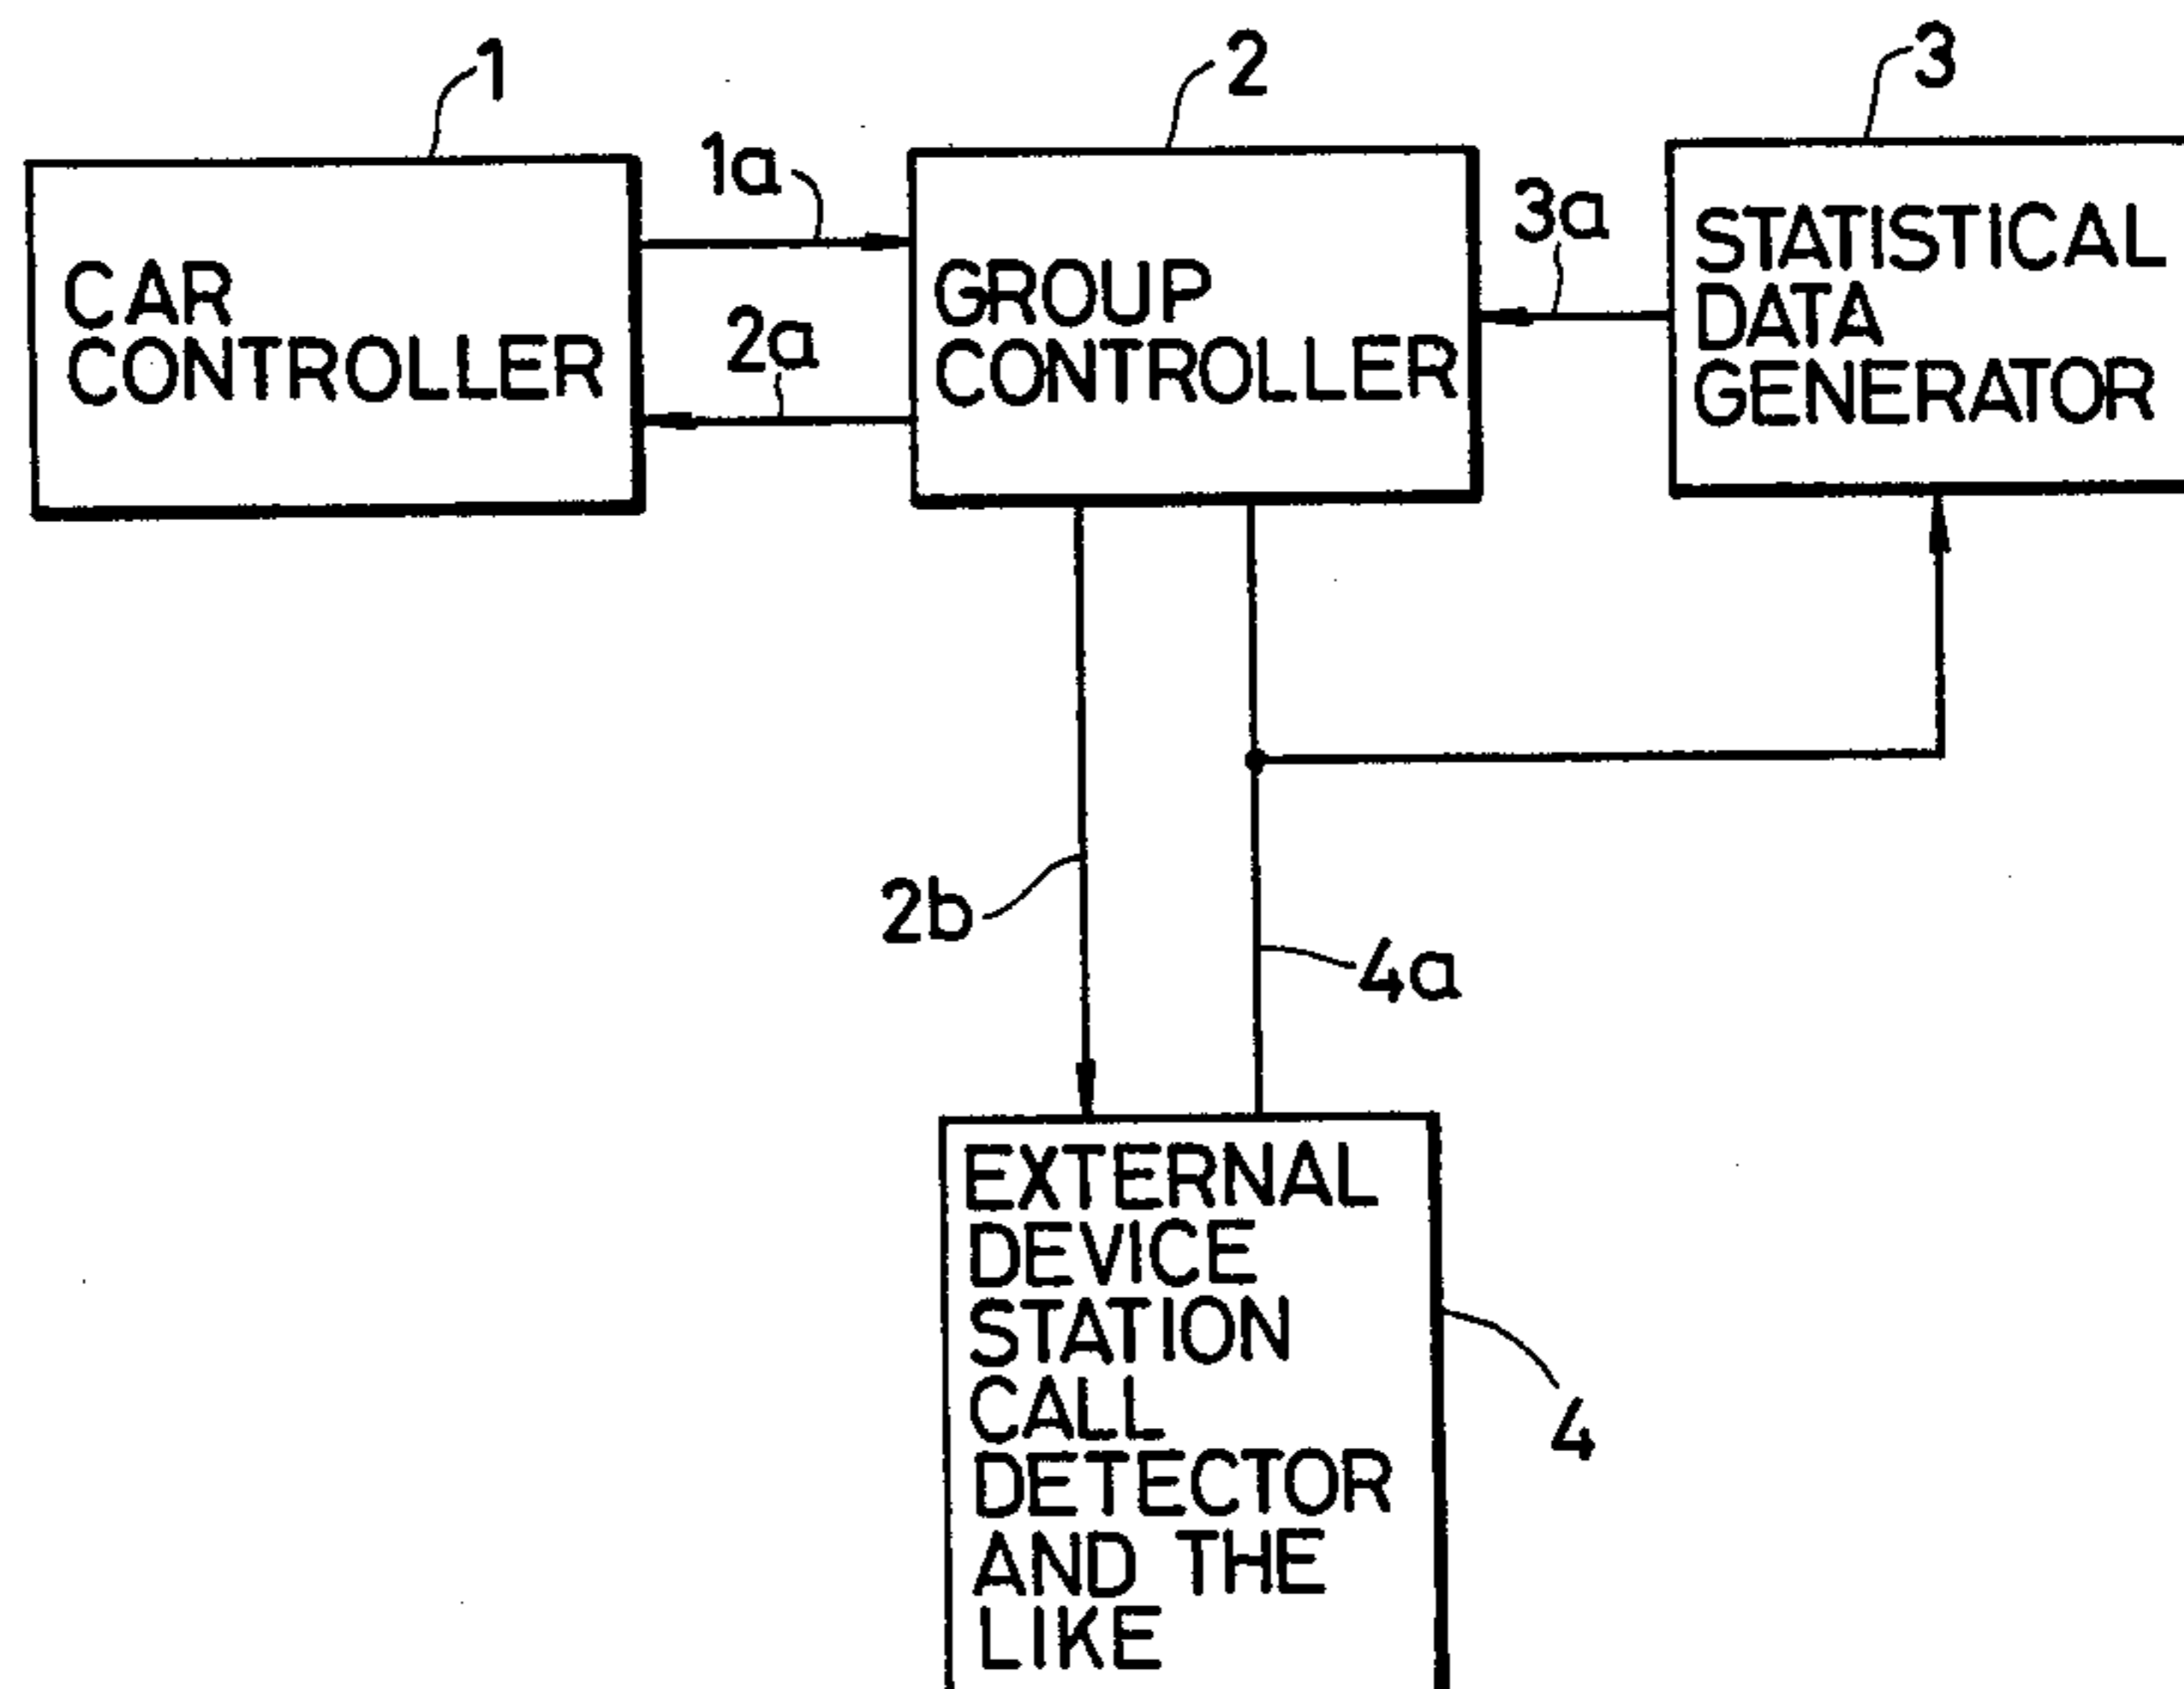 1
2
3
1a
3a
CAR
CONTROLLER
2a
GROUP
CONTROLLER
STATISTICAL
DATA
GENERATOR
2b
4a
EXTERNAL
DEVICE
STATION
CALL
DETECTOR
AND THE
LIKE
4